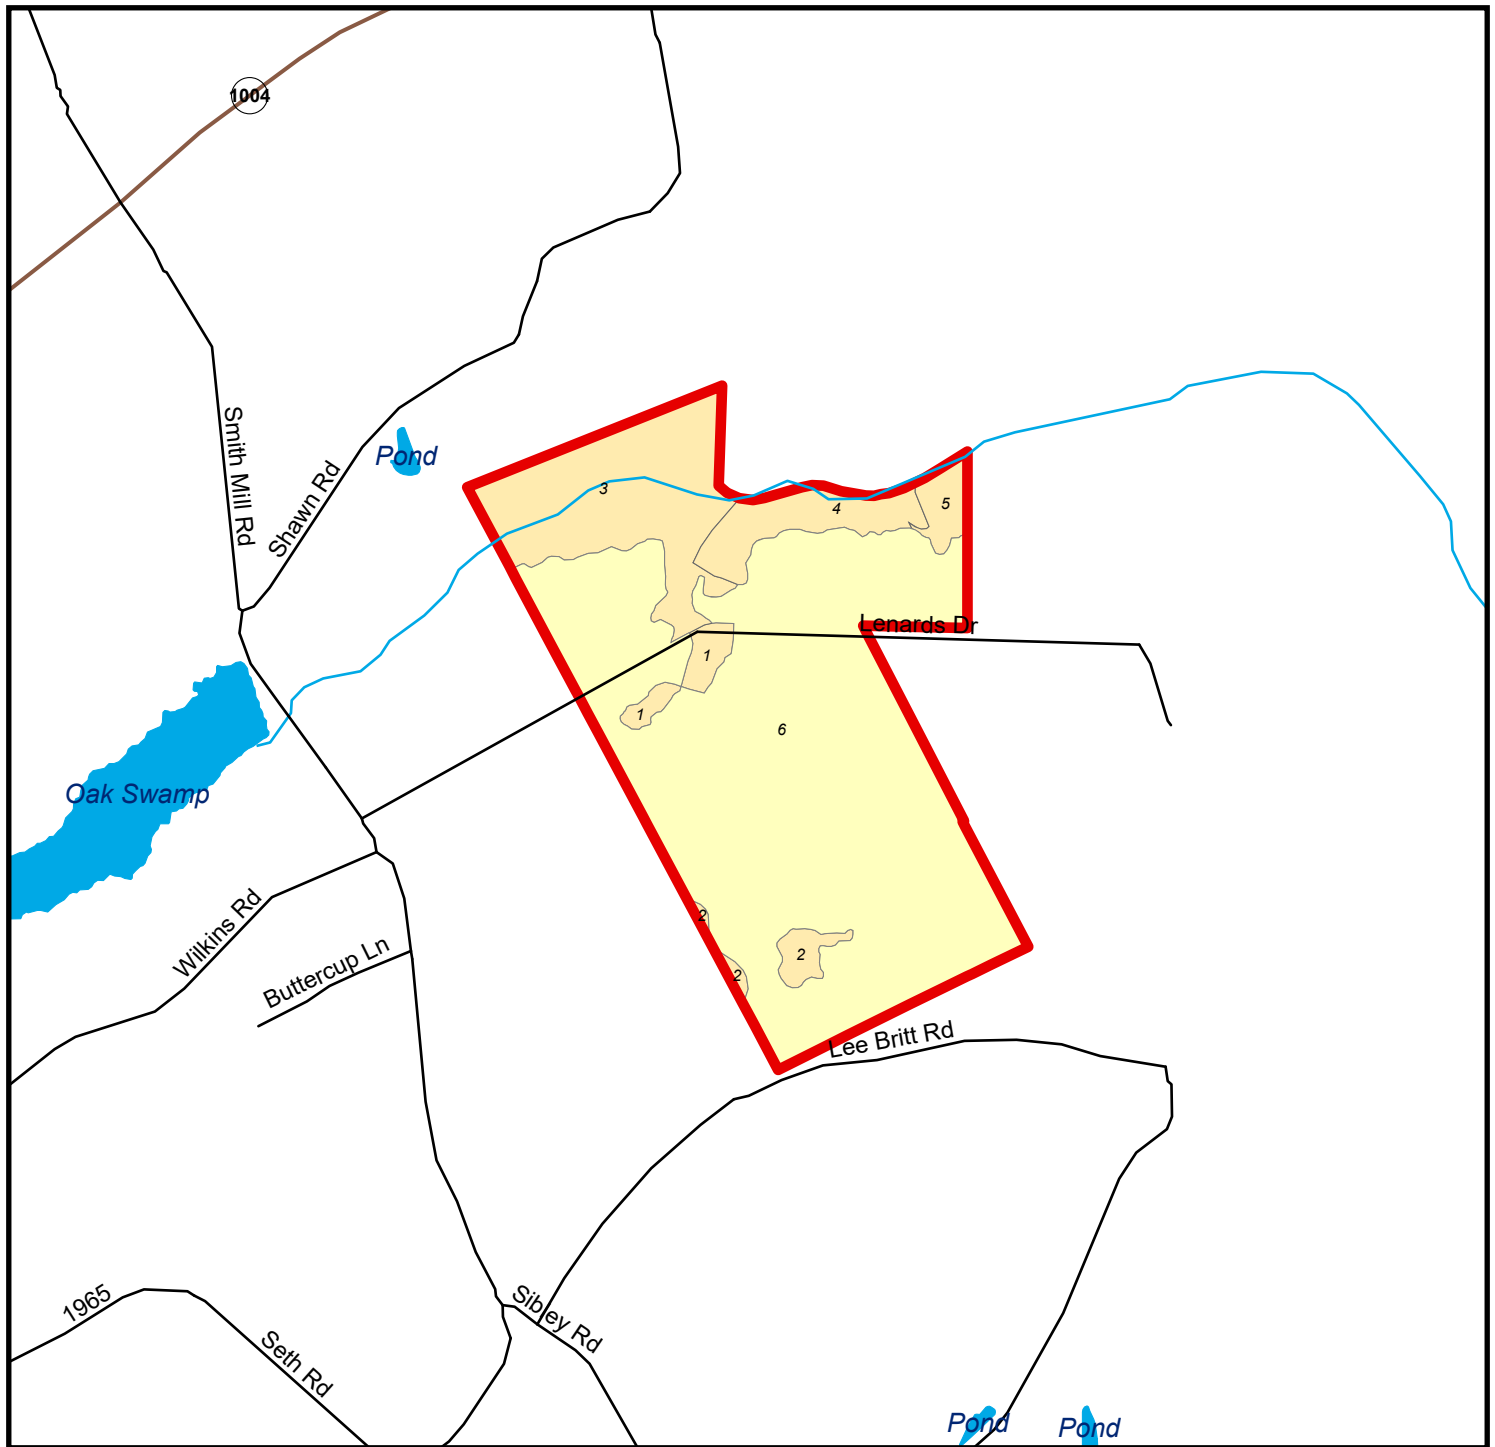 1004
Smith Mill Rd
Shawn Rd
Pond
3
4
5
Lenards Dr
1
1
6
Oak Swamp
Wilkins Rd
Buttercup Ln
2
2
2
Lee Britt Rd
1965
Seth Rd
Sibley Rd
Pond
Pond